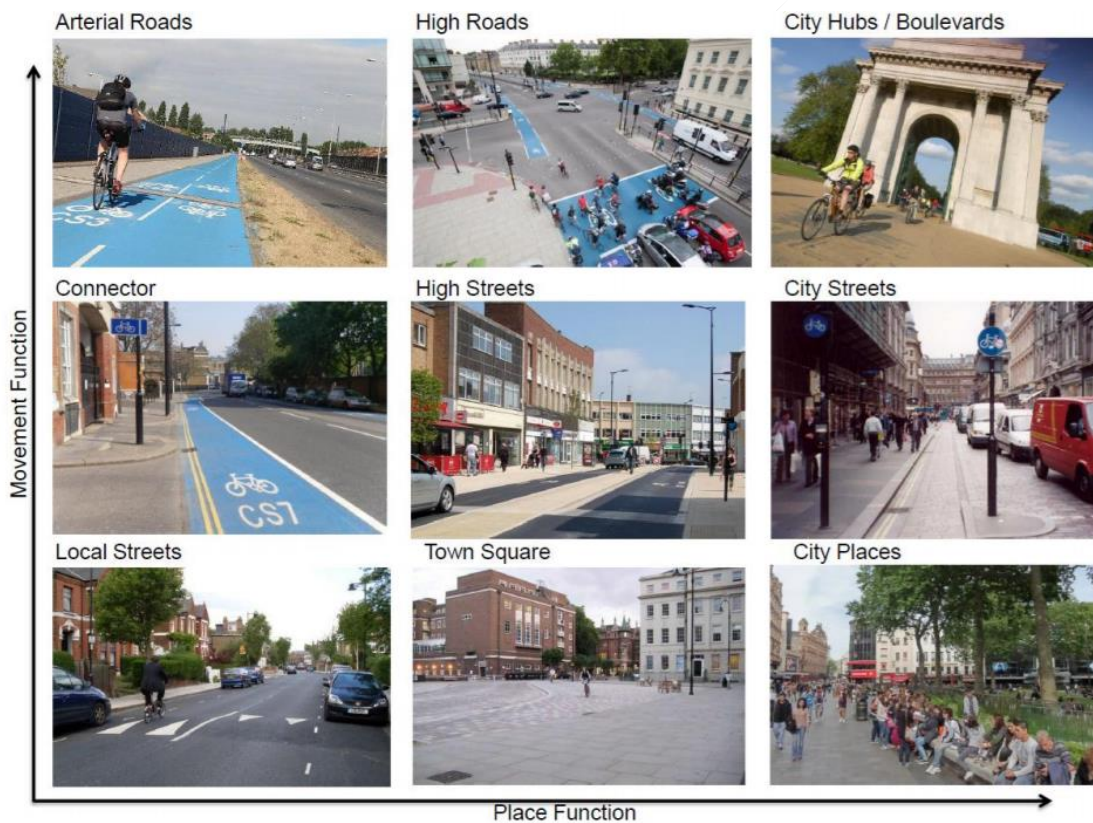 Arterial Roads
High Roads
City Hubs / Boulevards
CS3
Connector
High Streets
City Streets
CS7
Local Streets
Town Square
City Places
Movement Function
Place Function